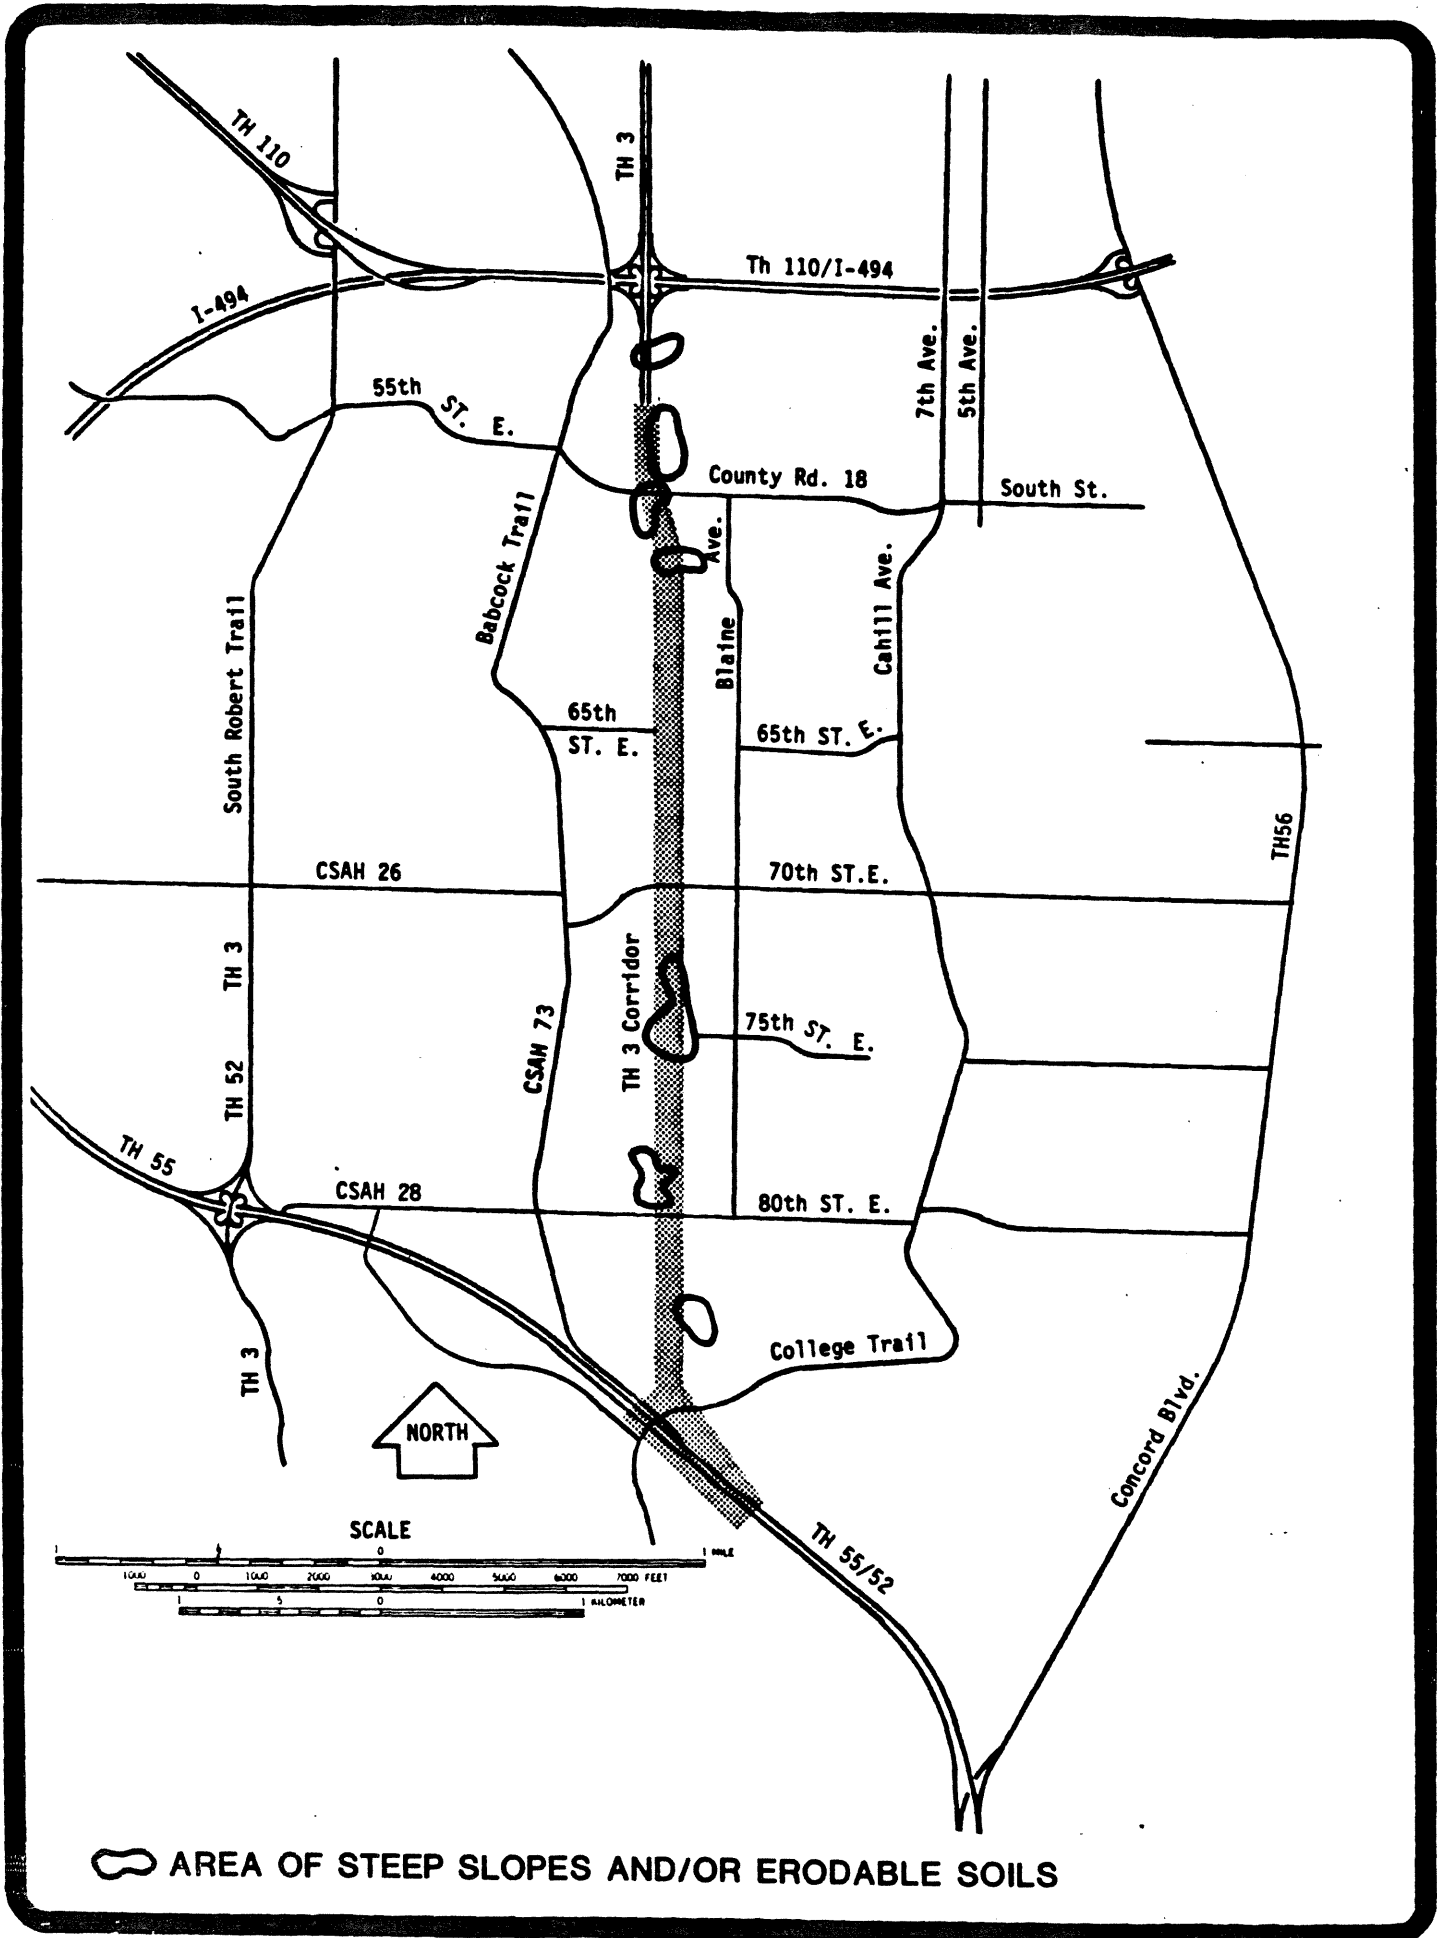 TH 110
TH 3
Th 110/I-494
I-494
7th Ave.
5th Ave.
55th
ST. E.
County Rd. 18
South St.
Babcock Trail
Ave.
Blaine
Cahill Ave.
South Robert Trail
65th
ST. E.
65th ST. E.
TH56
CSAH 26
70th ST.E.
TH 3
TH 3 Corridor
CSAH 73
75th ST. E.
TH 52
TH 55
CSAH 28
80th ST. E.
TH 3
College Trail
NORTH
Concord Blvd.
SCALE
1 0 1 MILE
1000 0 1000 2000 3000 4000 5000 6000 7000 FEET
1 5 0 1 KILOMETER
TH 55/52
AREA OF STEEP SLOPES AND/OR ERODABLE SOILS